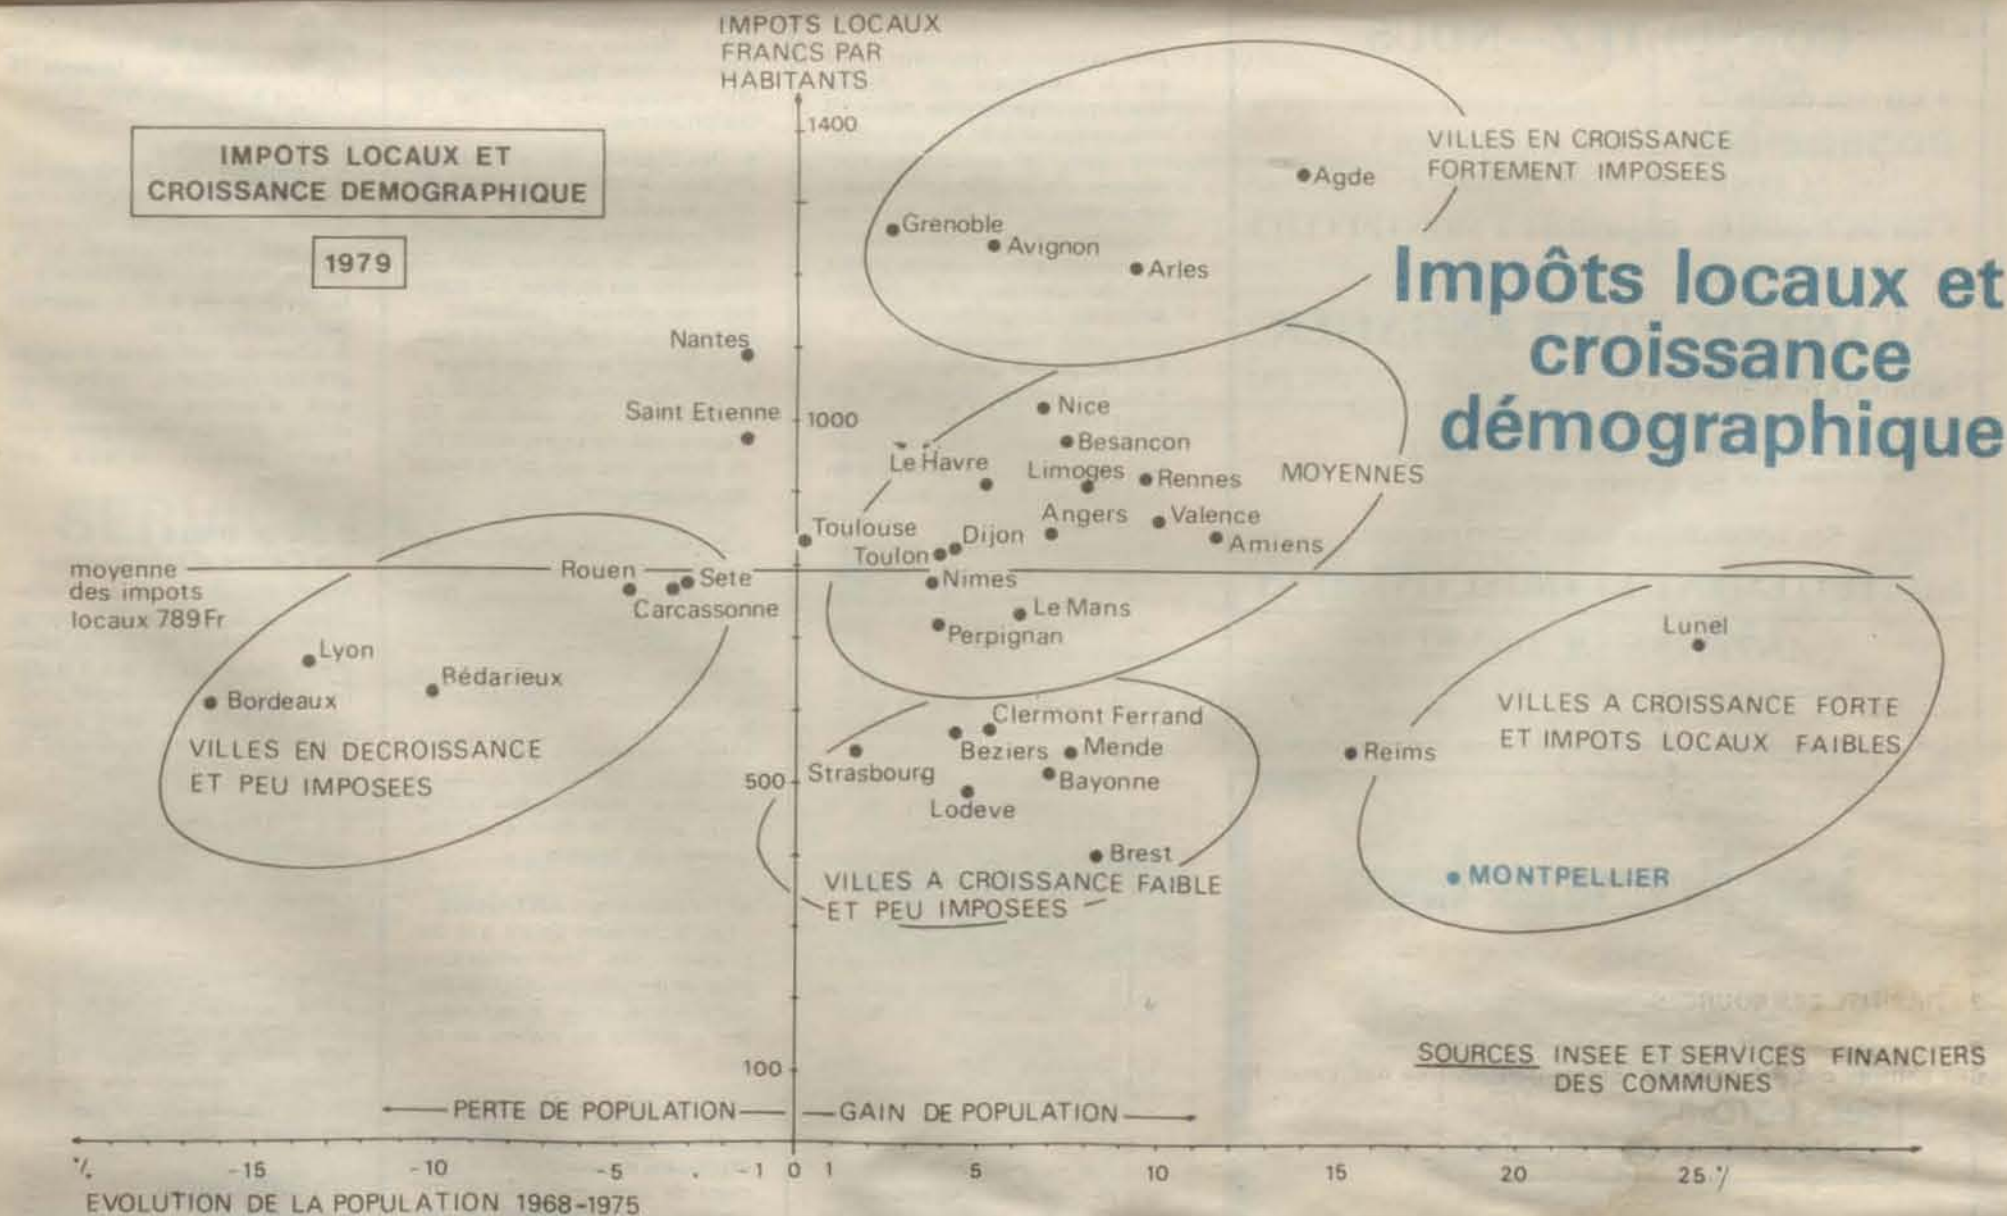 IMPOTS LOCAUX
FRANCS PAR
HABITANTS
1400
IMPOTS LOCAUX ET
CROISSANCE DEMOGRAPHIQUE
1979
VILLES EN CROISSANCE
FORTEMENT IMPOSEES
Agde
Grenoble
Avignon
Arles
Impôts locaux et
croissance
démographique
Nantes
Saint Etienne
1000
Nice
Besancon
Le Havre
Limoges
Rennes
MOYENNES
Toulouse
Angers
Valence
Toulon
Dijon
Amiens
moyenne
des impots
locaux 789 Fr
Rouen
Sete
Carcassonne
Nimes
Le Mans
Perpignan
Lunel
Lyon
Bédarieux
Bordeaux
VILLES EN DECROISSANCE
ET PEU IMPOSEES
Clermont Ferrand
Beziers
Mende
Strasbourg
Bayonne
500
Lodeve
VILLES A CROISSANCE FORTE
ET IMPOTS LOCAUX FAIBLES
Reims
Brest
VILLES A CROISSANCE FAIBLE
ET PEU IMPOSEES
MONTPELLIER
100
SOURCES INSEE ET SERVICES FINANCIERS
DES COMMUNES
PERTE DE POPULATION
GAIN DE POPULATION
% -15 -10 -5 -1 0 1 5 10 15 20 25 %
EVOLUTION DE LA POPULATION 1968-1975